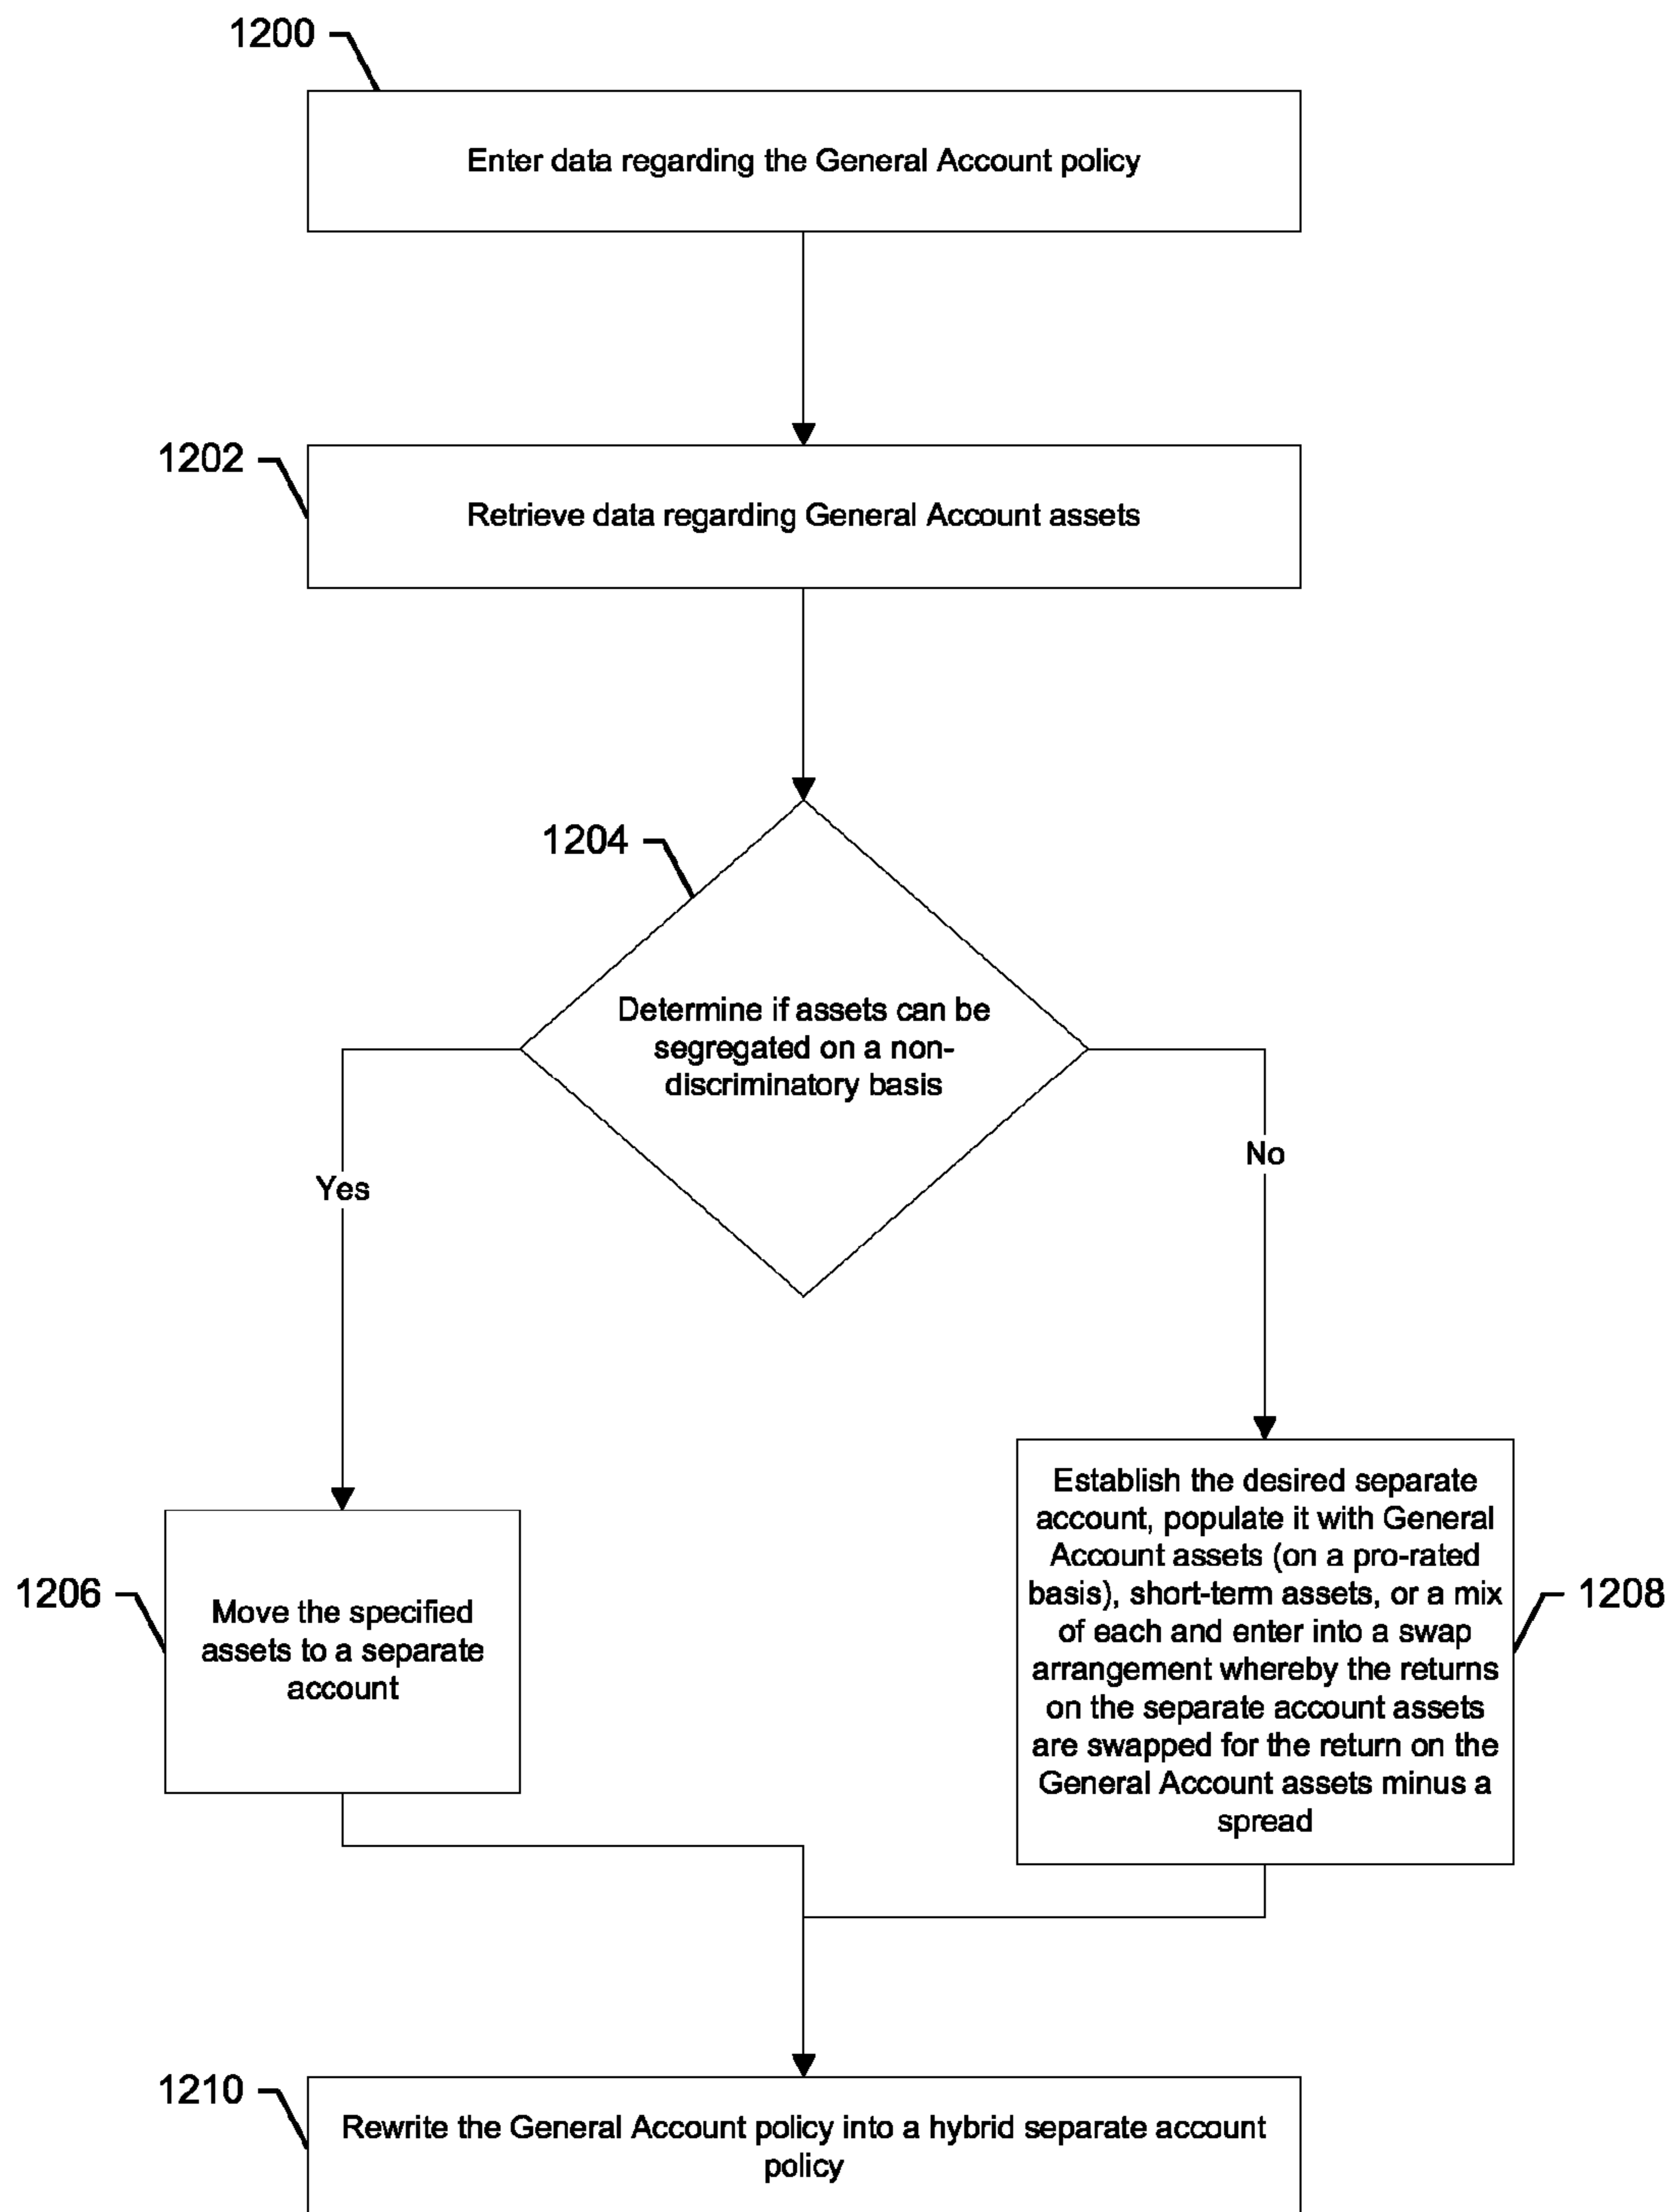 1200
Enter data regarding the General Account policy
1202
Retrieve data regarding General Account assets
1204
Determine if assets can be
segregated on a non-
discriminatory basis
Yes
No
1206
Move the specified
assets to a separate
account
Establish the desired separate
account, populate it with General
Account assets (on a pro-rated
basis), short-term assets, or a mix
of each and enter into a swap
arrangement whereby the returns
on the separate account assets
are swapped for the return on the
General Account assets minus a
spread
1208
1210
Rewrite the General Account policy into a hybrid separate account
policy